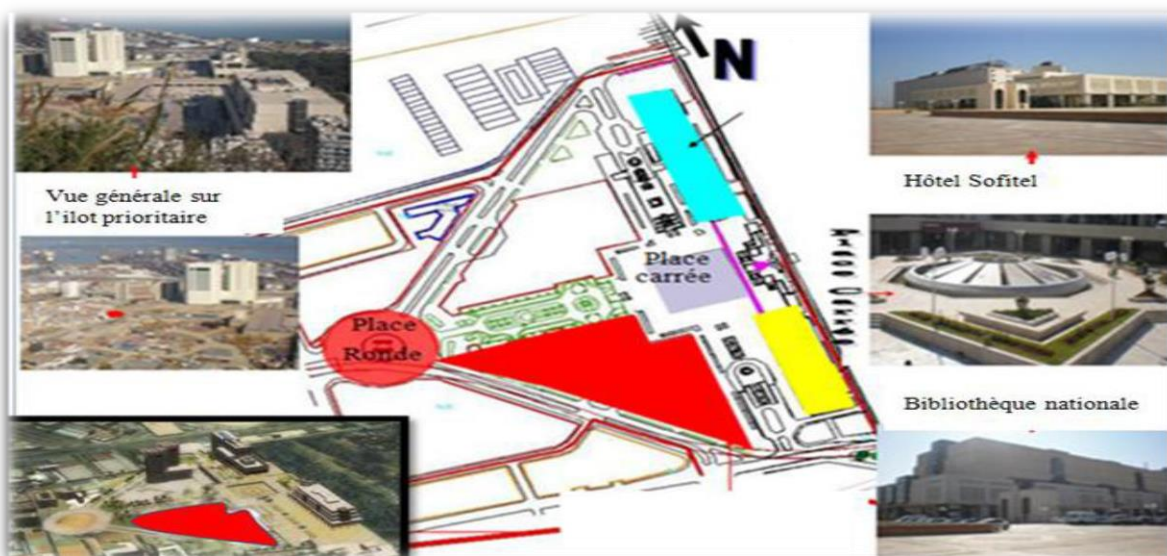 N
Vue générale sur
l'ilot prioritaire
Hôtel Sofitel
Place
carrée
Place
Ronde
Bibliothèque nationale